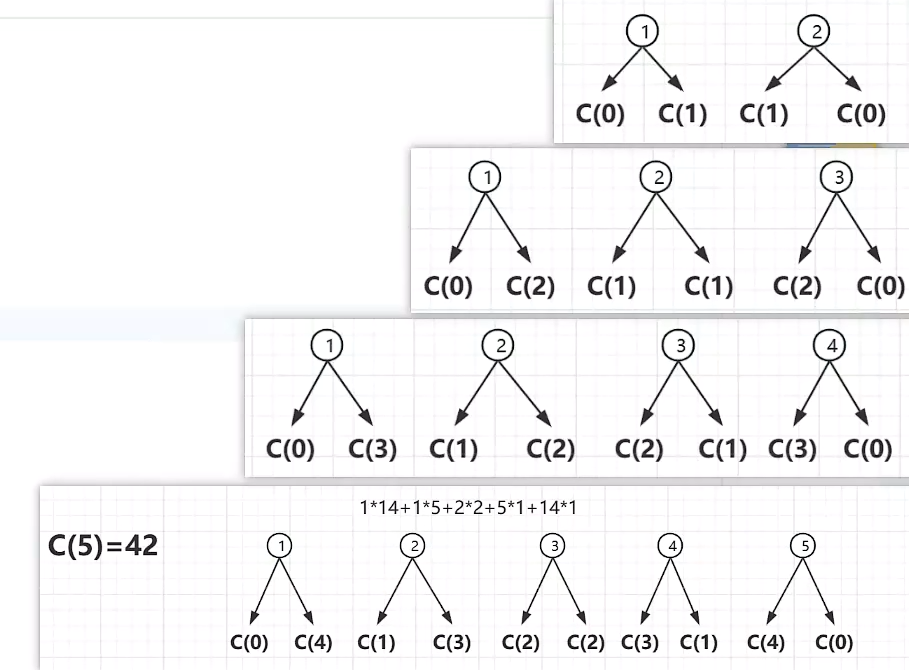 1 2
C(0) C(1) C(1) C(0)
1 2 3
C(0) C(2) C(1) C(1) C(2) C(0)
1 2 3 4
C(0) C(3) C(1) C(2) C(2) C(1) C(3) C(0)
1*14+1*5+2*2+5*1+14*1
C(5)=42 1 2 3 4 5
C(0) C(4) C(1) C(3) C(2) C(2) C(3) C(1) C(4) C(0)